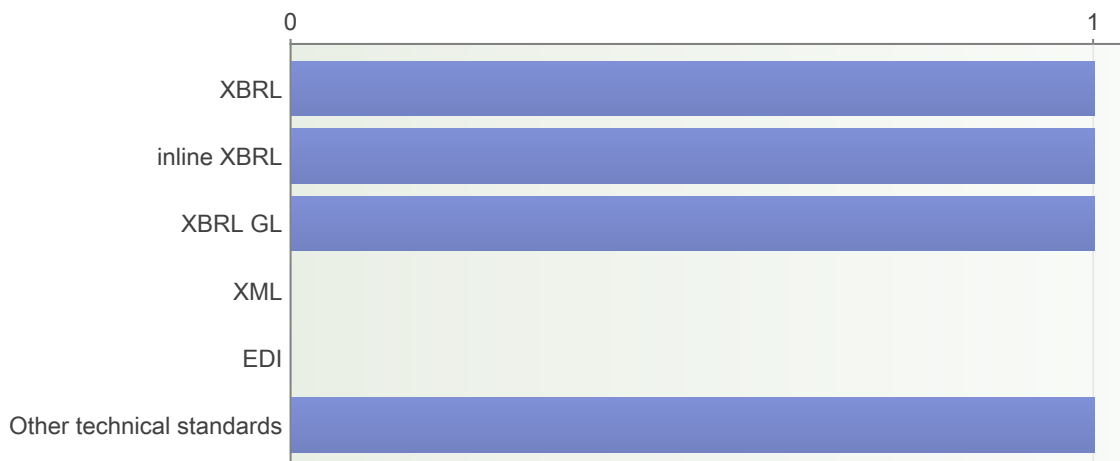 0 1
XBRL
inline XBRL
XBRL GL
XML
EDI
Other technical standards